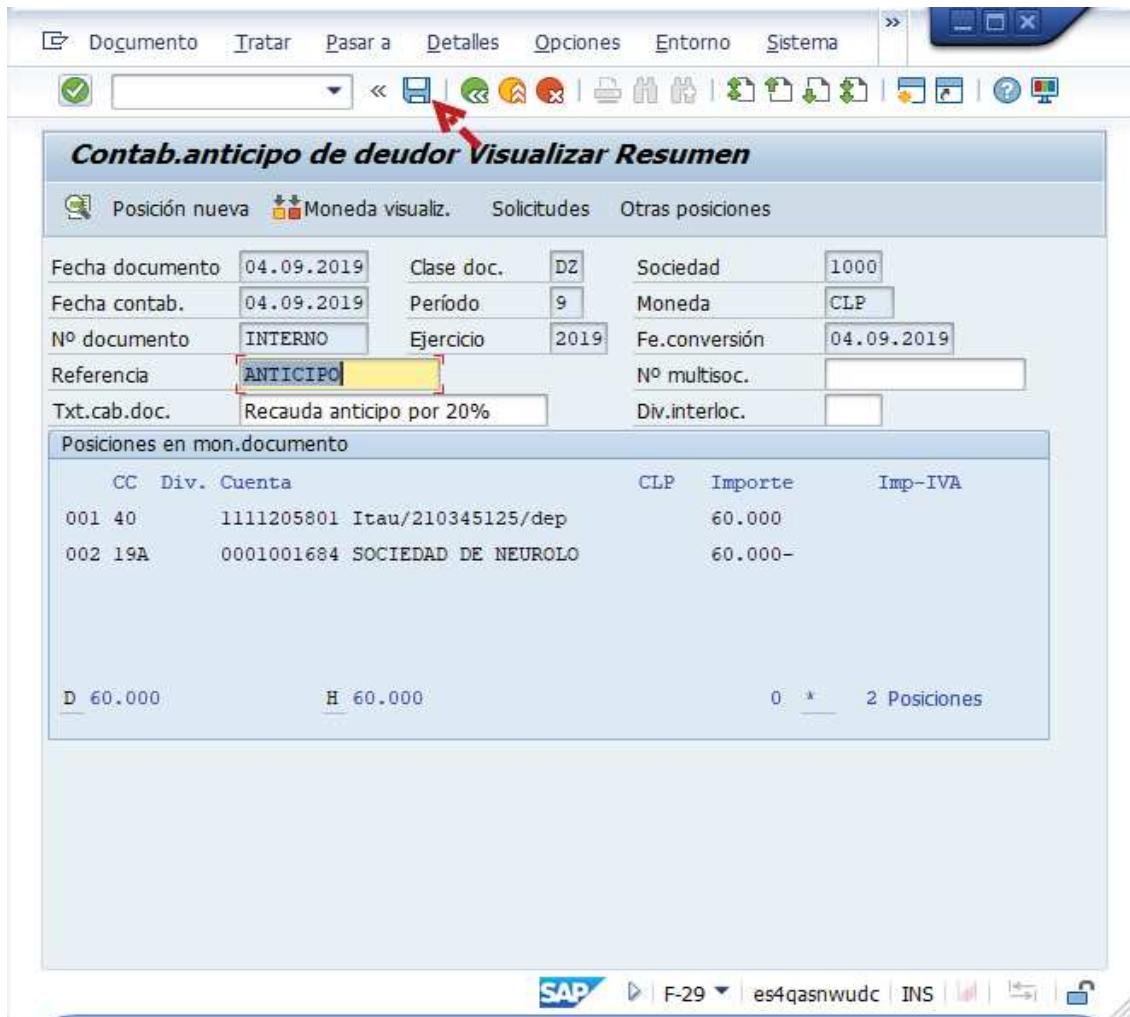 Documento Tratar Pasar a Detalles Opciones Entorno Sistema »
«
Contab.anticipo de deudor Visualizar Resumen
Posición nueva Moneda visualiz. Solicitudes Otras posiciones
Fecha documento 04.09.2019 Clase doc. DZ Sociedad 1000
Fecha contab. 04.09.2019 Período 9 Moneda CLP
Nº documento INTERNO Ejercicio 2019 Fe.conversión 04.09.2019
Referencia ANTICIPO Nº multisoc.
Txt.cab.doc. Recauda anticipo por 20% Div.interloc.
Posiciones en mon.documento
CC Div. Cuenta CLP Importe Imp-IVA
001 40 1111205801 Itau/210345125/dep 60.000
002 19A 0001001684 SOCIEDAD DE NEUROLO 60.000-
D 60.000 H 60.000 0 * 2 Posiciones
SAP F-29 es4qasnwudc INS